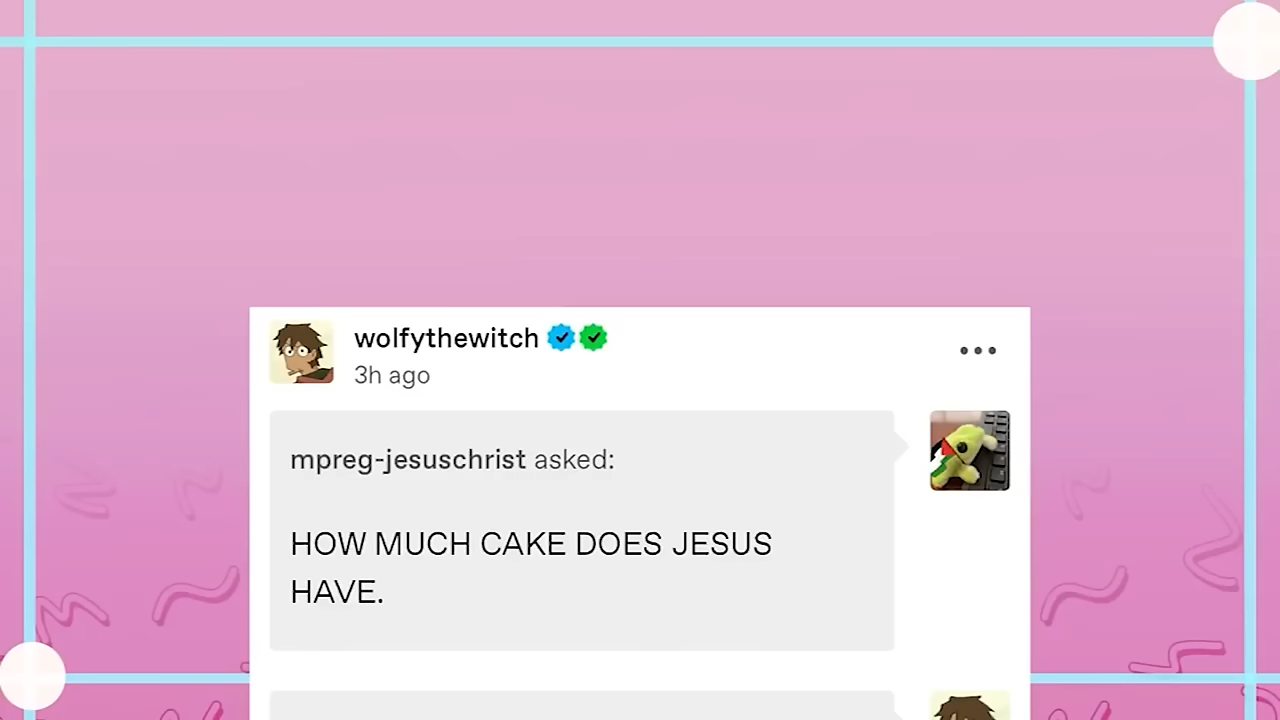 wolfythewitch
3h ago
mpreg-jesuschrist asked:
HOW MUCH CAKE DOES JESUS
HAVE.